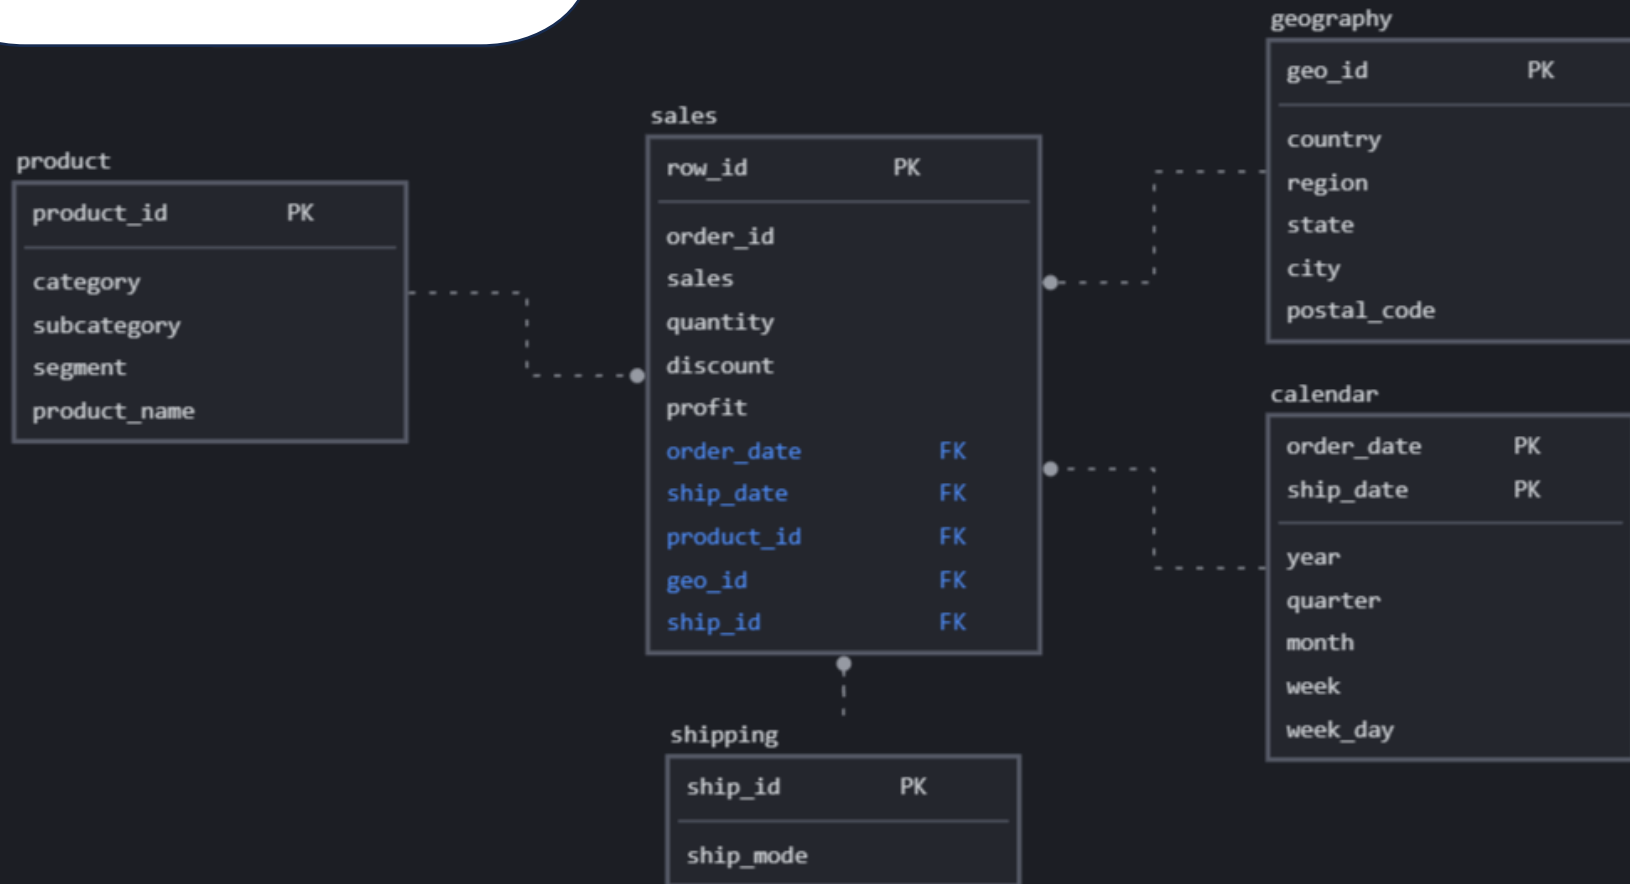 product
product_id PK
category
subcategory
segment
product_name
sales
row_id PK
order_id
sales
quantity
discount
profit
order_date FK
ship_date FK
product_id FK
geo_id FK
ship_id FK
shipping
ship_id PK
ship_mode
geography
geo_id PK
country
region
state
city
postal_code
calendar
order_date PK
ship_date PK
year
quarter
month
week
week_day